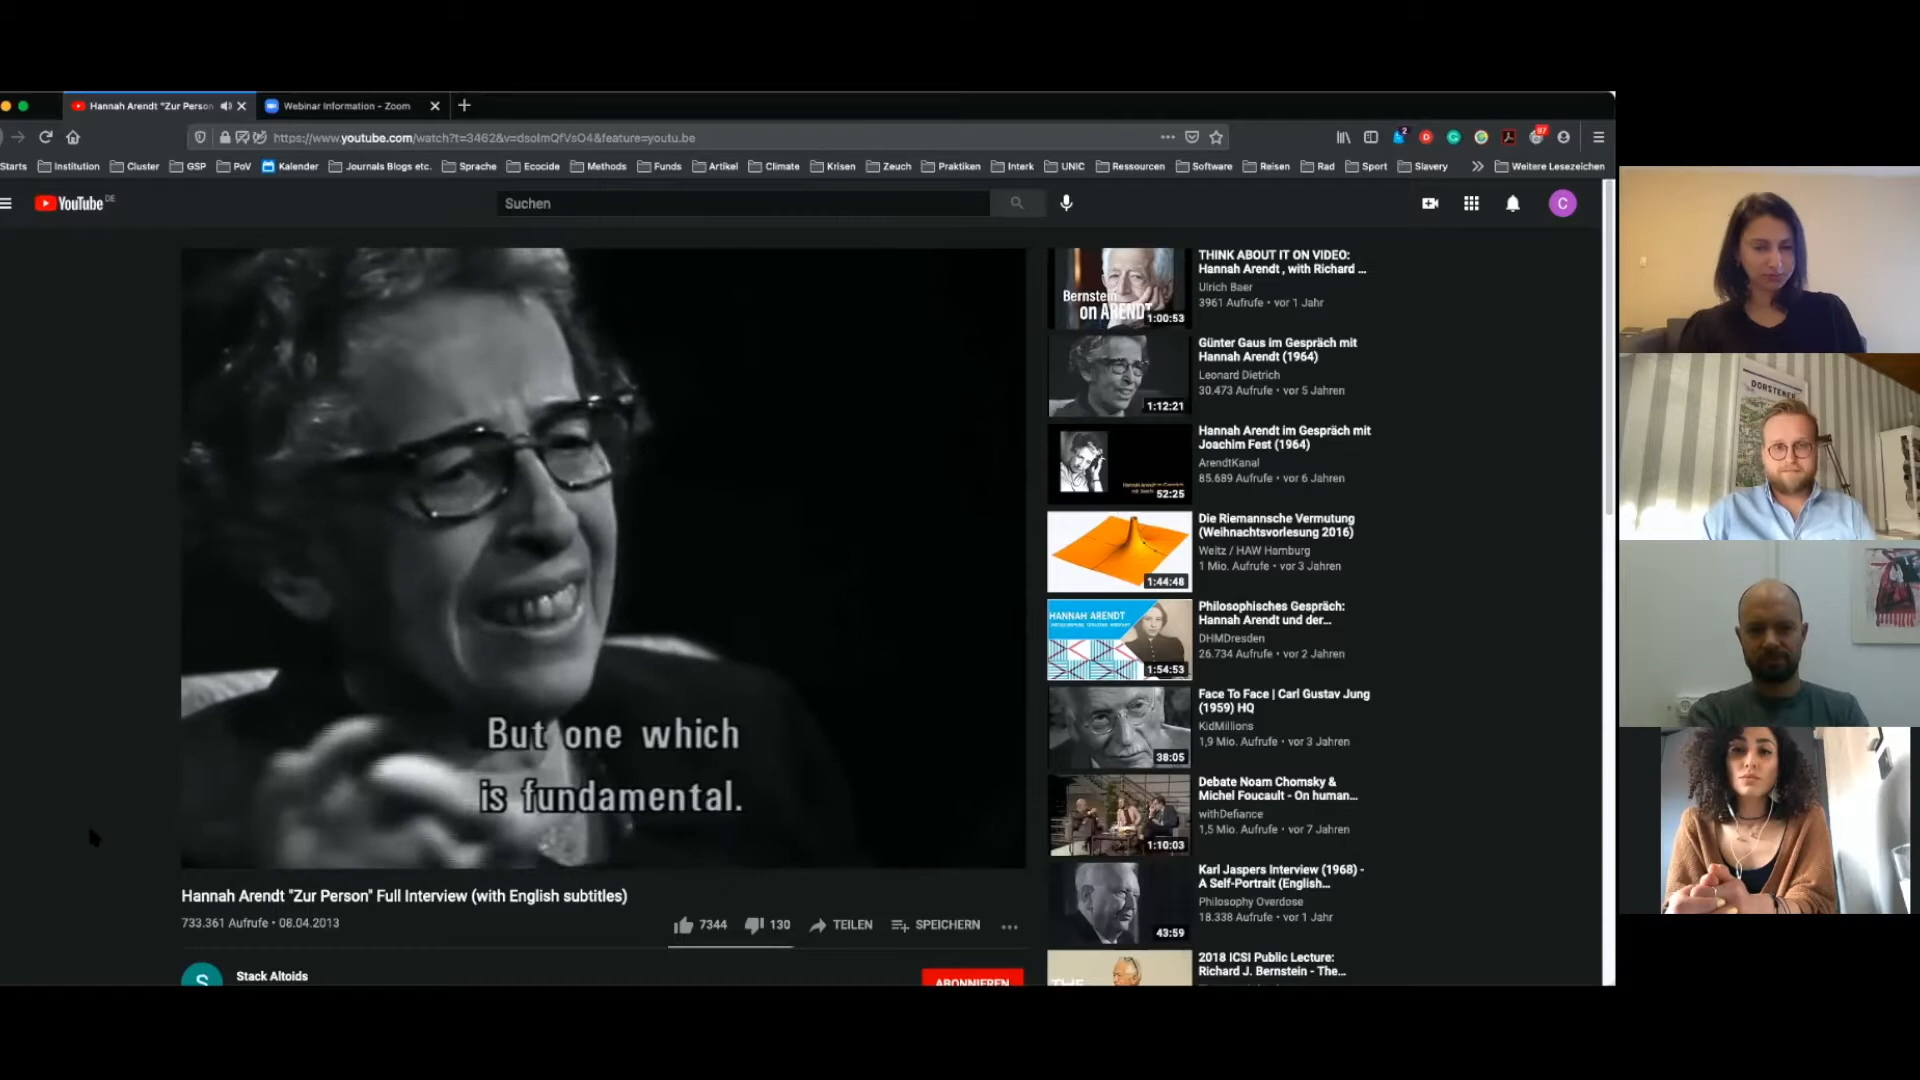 Hannah Arendt "Zur Person
Webinar Information - Zoom
https://www.youtube.com/watch?t=3462&v=dsoImQfVsO4&feature=youtu.be
2
97
Starts
Institution
Cluster
GSP
PoV
Kalender
Journals Blogs etc.
Sprache
Ecocide
Methods
Funds
Artikel
Climate
Krisen
Zeuch
Praktiken
Interk
UNIC
Ressourcen
Software
Reisen
Rad
Sport
Slavery
Weitere Lesezeichen
YouTube DE
Suchen
C
But one which
is fundamental.
Hannah Arendt "Zur Person" Full Interview (with English subtitles)
733.361 Aufrufe • 08.04.2013
7344
130
TEILEN
SPEICHERN
S
Stack Altoids
ABONNIEREN
Bernstein
on ARENDT
1:00:53
THINK ABOUT IT ON VIDEO:
Hannah Arendt , with Richard ...
Ulrich Baer
3961 Aufrufe • vor 1 Jahr
1:12:21
Günter Gaus im Gespräch mit
Hannah Arendt (1964)
Leonard Dietrich
30.473 Aufrufe • vor 5 Jahren
52:25
Hannah Arendt im Gespräch mit
Joachim Fest (1964)
ArendtKanal
85.689 Aufrufe • vor 6 Jahren
1:44:48
Die Riemannsche Vermutung
(Weihnachtsvorlesung 2016)
Weitz / HAW Hamburg
1 Mio. Aufrufe • vor 3 Jahren
HANNAH ARENDT
1:54:53
Philosophisches Gespräch:
Hannah Arendt und der...
DHMDresden
26.734 Aufrufe • vor 2 Jahren
38:05
Face To Face | Carl Gustav Jung
(1959) HQ
KidMillions
1,9 Mio. Aufrufe • vor 3 Jahren
1:10:03
Debate Noam Chomsky &
Michel Foucault - On human...
withDefiance
1,5 Mio. Aufrufe • vor 7 Jahren
43:59
Karl Jaspers Interview (1968) -
A Self-Portrait (English...
Philosophy Overdose
18.338 Aufrufe • vor 1 Jahr
THE
2018 ICSI Public Lecture:
Richard J. Bernstein - The...
DORSTENER